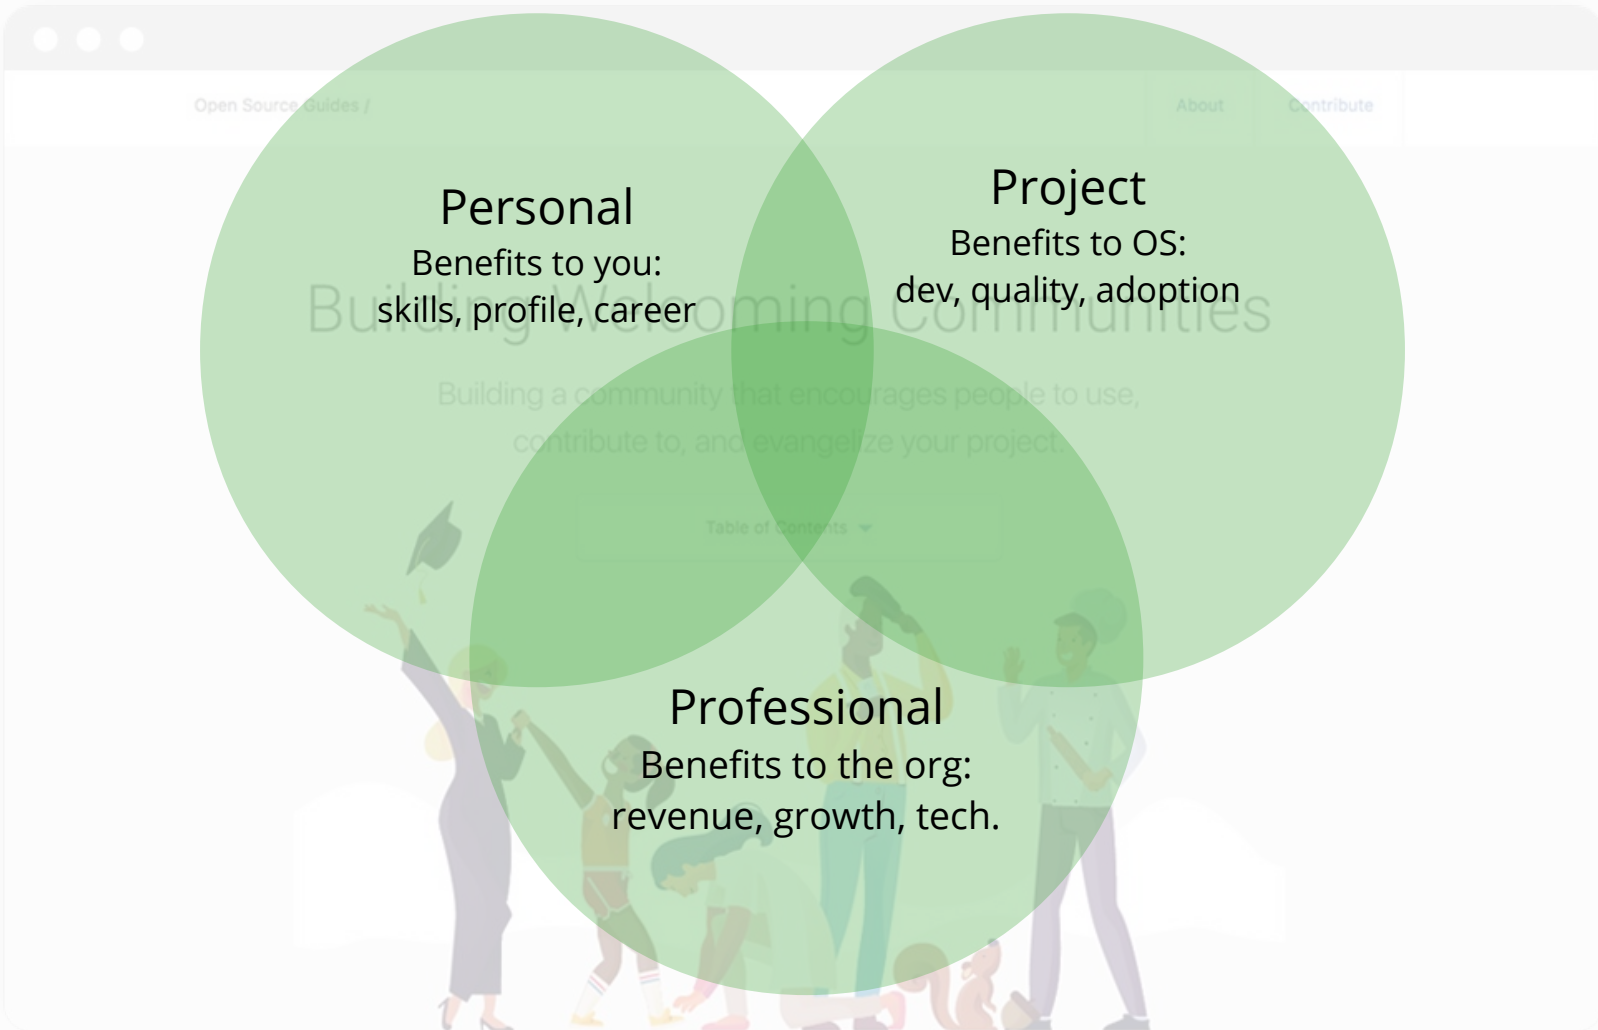 Open Source Guides /
About
Contribute
Personal
Benefits to you:
skills, profile, career
Project
Benefits to OS:
dev, quality, adoption
Building Welcoming Communities
Building a community that encourages people to use,
contribute to, and evangelize your project.
Table of Contents
Professional
Benefits to the org:
revenue, growth, tech.